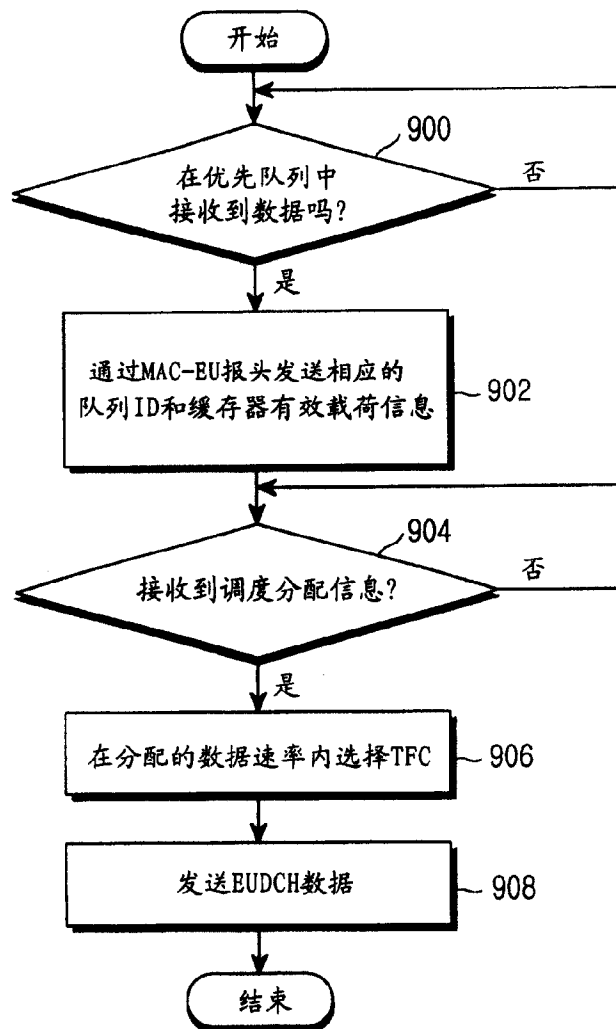 开始
900
在优先队列中
接收到数据吗?
否
是
通过MAC-EU报头发送相应的
队列ID和缓存器有效载荷信息
902
904
接收到调度分配信息?
否
是
在分配的数据速率内选择TFC
906
发送EUDCH数据
908
结束